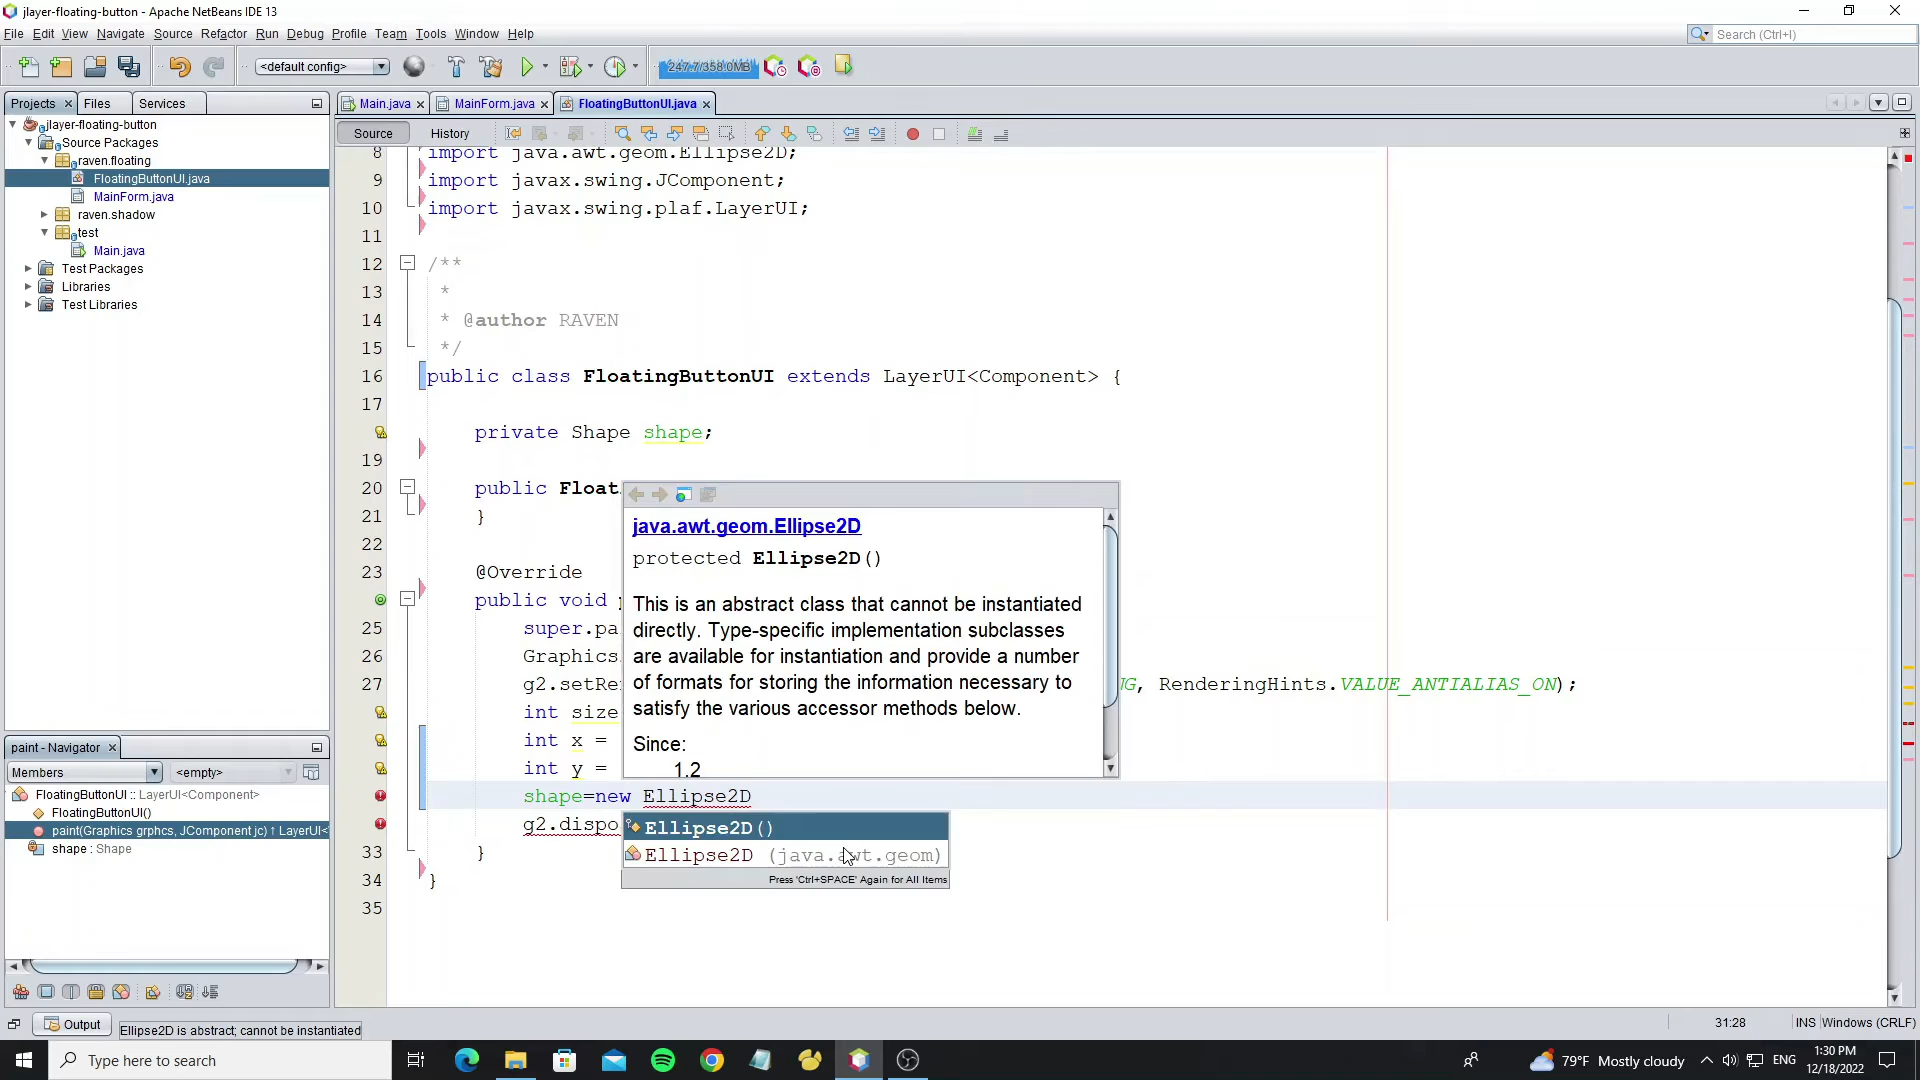 jlayer-floating-button - Apache NetBeans IDE 13
File Edit View Navigate Source Refactor Run Debug Profile Team Tools Window Help
Search (Ctrl+I)
<default config>
247.7/358.0MB
Projects Files Services
Main.java MainForm.java FloatingButtonUI.java
Source History
jlayer-floating-button
Source Packages
raven.floating
FloatingButtonUI.java
MainForm.java
raven.shadow
test
Main.java
Test Packages
Libraries
Test Libraries
8 import java.awt.geom.Ellipse2D;
9 import javax.swing.JComponent;
10 import javax.swing.plaf.LayerUI;
11
12 /**
13 *
14 * @author RAVEN
15 */
16 public class FloatingButtonUI extends LayerUI<Component> {
17
private Shape shape;
19
20 public Float
21 }
22
23 @Override
public void
25 super.pa
26 Graphics
27 g2.setRe G, RenderingHints.VALUE_ANTIALIAS_ON);
int size
int x =
int y =
shape=new Ellipse2D
g2.dispo
33 }
34 }
35
java.awt.geom.Ellipse2D
protected Ellipse2D()
This is an abstract class that cannot be instantiated
directly. Type-specific implementation subclasses
are available for instantiation and provide a number
of formats for storing the information necessary to
satisfy the various accessor methods below.
Since:
1.2
Ellipse2D()
Ellipse2D (java.awt.geom)
Press 'Ctrl+SPACE' Again for All Items
paint - Navigator
Members <empty>
FloatingButtonUI :: LayerUI<Component>
FloatingButtonUI()
paint(Graphics grphcs, JComponent jc) ↑ LayerUI<
shape : Shape
Output
Ellipse2D is abstract; cannot be instantiated
31:28 INS Windows (CRLF)
Type here to search
79°F Mostly cloudy ENG
1:30 PM
12/18/2022